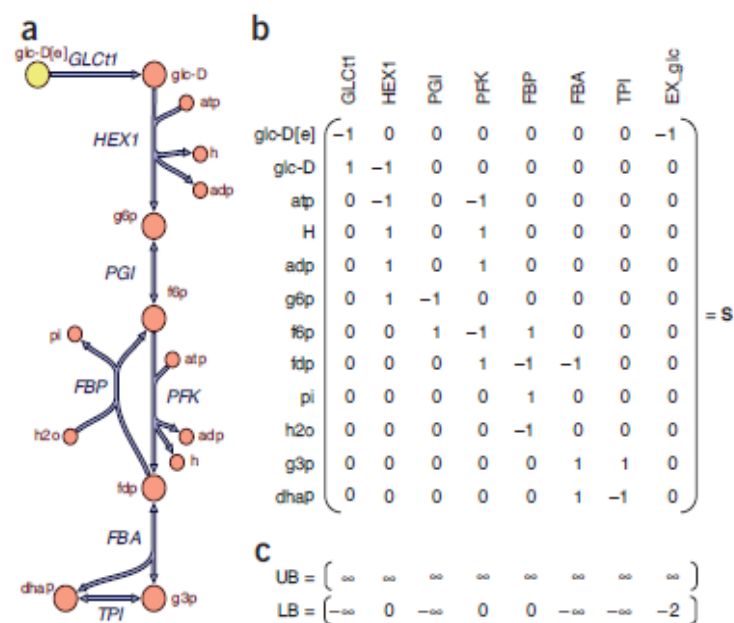 a
glc-D[e]
GLCt1
glc-D
atp
HEX1
h
adp
g6p
PGI
f6p
pi
atp
FBP
PFK
h2o
adp
h
fdp
FBA
dhap
TPI
g3p
b
GLCt1 HEX1 PGI PFK FBP FBA TPI EX_glc
glc-D[e] −1 0 0 0 0 0 0 −1
glc-D 1 −1 0 0 0 0 0 0
atp 0 −1 0 −1 0 0 0 0
H 0 1 0 1 0 0 0 0
adp 0 1 0 1 0 0 0 0
g6p 0 1 −1 0 0 0 0 0
= S
f6p 0 0 1 −1 1 0 0 0
fdp 0 0 0 1 −1 −1 0 0
pi 0 0 0 0 1 0 0 0
h2o 0 0 0 0 −1 0 0 0
g3p 0 0 0 0 0 1 1 0
dhap 0 0 0 0 0 1 −1 0
c
UB = ( ∞ ∞ ∞ ∞ ∞ ∞ ∞ ∞ )
LB = ( −∞ 0 −∞ 0 0 −∞ −∞ −2 )